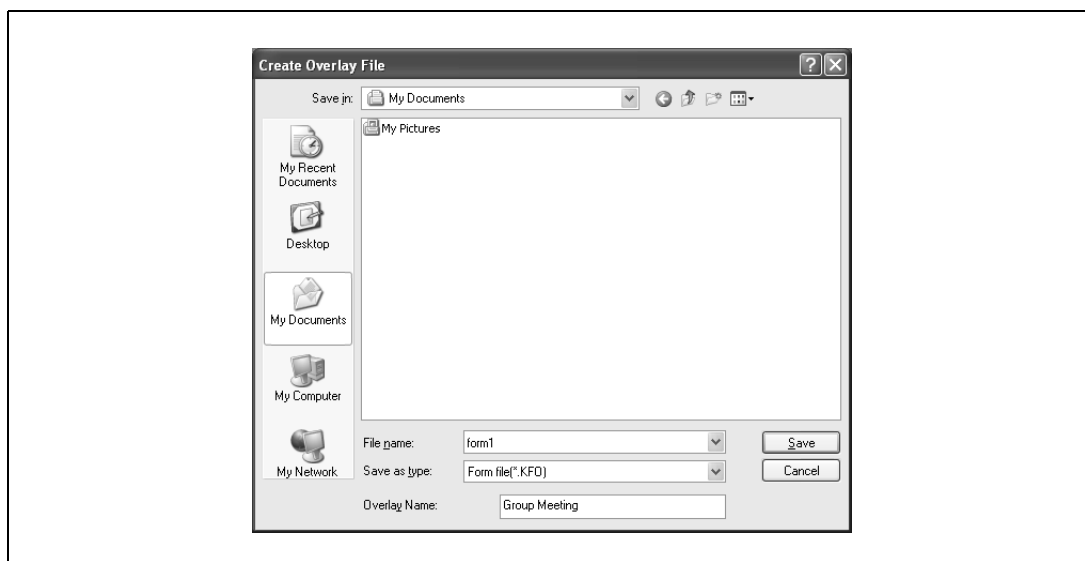 Create Overlay File
Save in: My Documents
My Pictures
My Recent
Documents
Desktop
My Documents
My Computer
My Network
File name: form1 Save
Save as type: Form file(*.KFO) Cancel
Overlay Name: Group Meeting